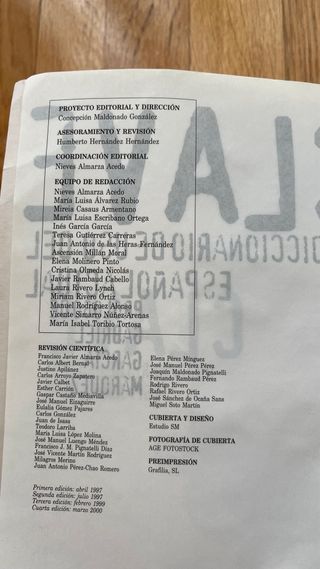 PROYECTO EDITORIAL Y DIRECCIÓN
Concepción Maldonado González
ASESORAMIENTO Y REVISIÓN
Humberto Hernández Hernández
COORDINACIÓN EDITORIAL
Nieves Almarza Acedo
EQUIPO DE REDACCIÓN
Nieves Almarza Acedo
María Luisa Álvarez Rubio
Mireia Casaus Armentano
María Luisa Escribano Ortega
Inés García García
Teresa Gutiérrez Carreras
Juan Antonio de las Heras Fernández
Ascensión Millán Moral
Elena Molinero Pinto
Cristina Olmeda Nicolás
Javier Rambaud Cabello
Laura Rivero Lynch
Miriam Rivero Ortiz
Manuel Rodríguez Alonso
Vicente Simarro Núñez-Arenas
María Isabel Toribio Tortosa
REVISIÓN CIENTÍFICA
Francisco Javier Almarza Acedo
Carlos Albert Bernal
Justino Apilánez
Carlos Arroyo Zapatero
Javier Calbet
Esther Carrión
Gaspar Castaño Mediavilla
José Manuel Einaguirre
Eulalia Gómez Pajares
Carlos González
Juan de Isasa
Teodoro Larriba
María Luisa López Molina
José Manuel Luengo Méndez
Francisco J. M. Pignatelli Díaz
José Vicente Martín Rodríguez
Milagros Merino
Juan Antonio Pérez-Chao Romero
Elena Pérez Mínguez
José Manuel Pérez Pérez
Joaquín Maldonado Pignatelli
Fernando Rambaud Pérez
Rodrigo Rivero
Rafael Rivero Ortiz
José Sánchez de Ocaña Sans
Miguel Soto Martín
CUBIERTA Y DISEÑO
Estudio SM
FOTOGRAFÍA DE CUBIERTA
AGE FOTOSTOCK
PREIMPRESIÓN
Grafilia, SL
Primera edición: abril 1997
Segunda edición: julio 1997
Tercera edición: febrero 1999
Cuarta edición: marzo 2000